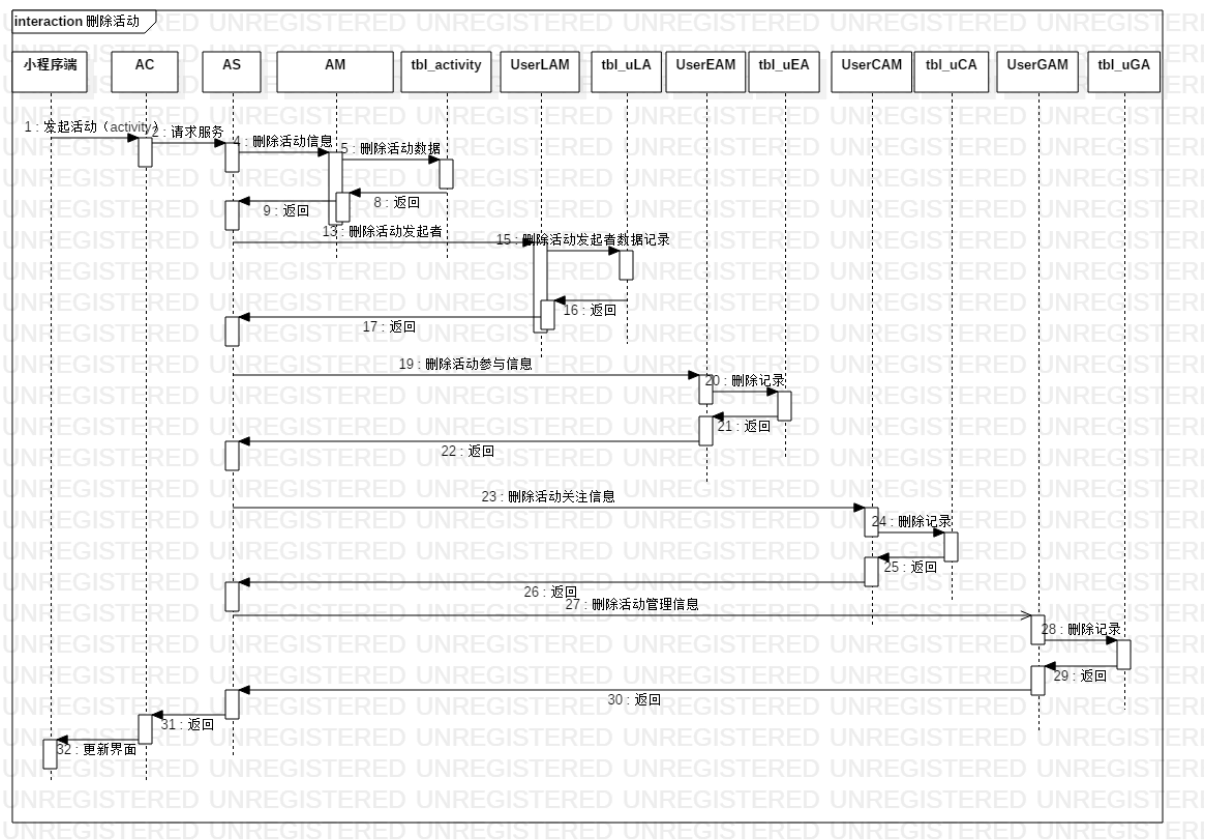 interaction 删除活动
小程序端
AC
AS
AM
tbl_activity
UserLAM
tbl_uLA
UserEAM
tbl_uEA
UserCAM
tbl_uCA
UserGAM
tbl_uGA
1 : 发起活动（activity）
2 : 请求服务
4 : 删除活动信息
5 : 删除活动数据
8 : 返回
9 : 返回
13 : 删除活动发起者
15 : 删除活动发起者数据记录
16 : 返回
17 : 返回
19 : 删除活动参与信息
20 : 删除记录
21 : 返回
22 : 返回
23 : 删除活动关注信息
24 : 删除记录
25 : 返回
26 : 返回
27 : 删除活动管理信息
28 : 删除记录
29 : 返回
30 : 返回
31 : 返回
32 : 更新界面
UNREGISTERED